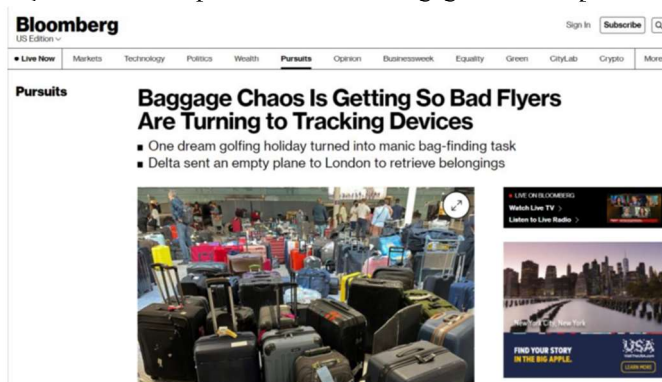 Bloomberg
US Edition
Sign In Subscribe
• Live Now Markets Technology Politics Wealth Pursuits Opinion Businessweek Equality Green CityLab Crypto More
Pursuits
Baggage Chaos Is Getting So Bad Flyers
Are Turning to Tracking Devices
■ One dream golfing holiday turned into manic bag-finding task
■ Delta sent an empty plane to London to retrieve belongings
• LIVE ON BLOOMBERG
Watch Live TV >
Listen to Live Radio >
New York City, New York
FIND YOUR STORY
IN THE BIG APPLE.
USA
LEARN MORE